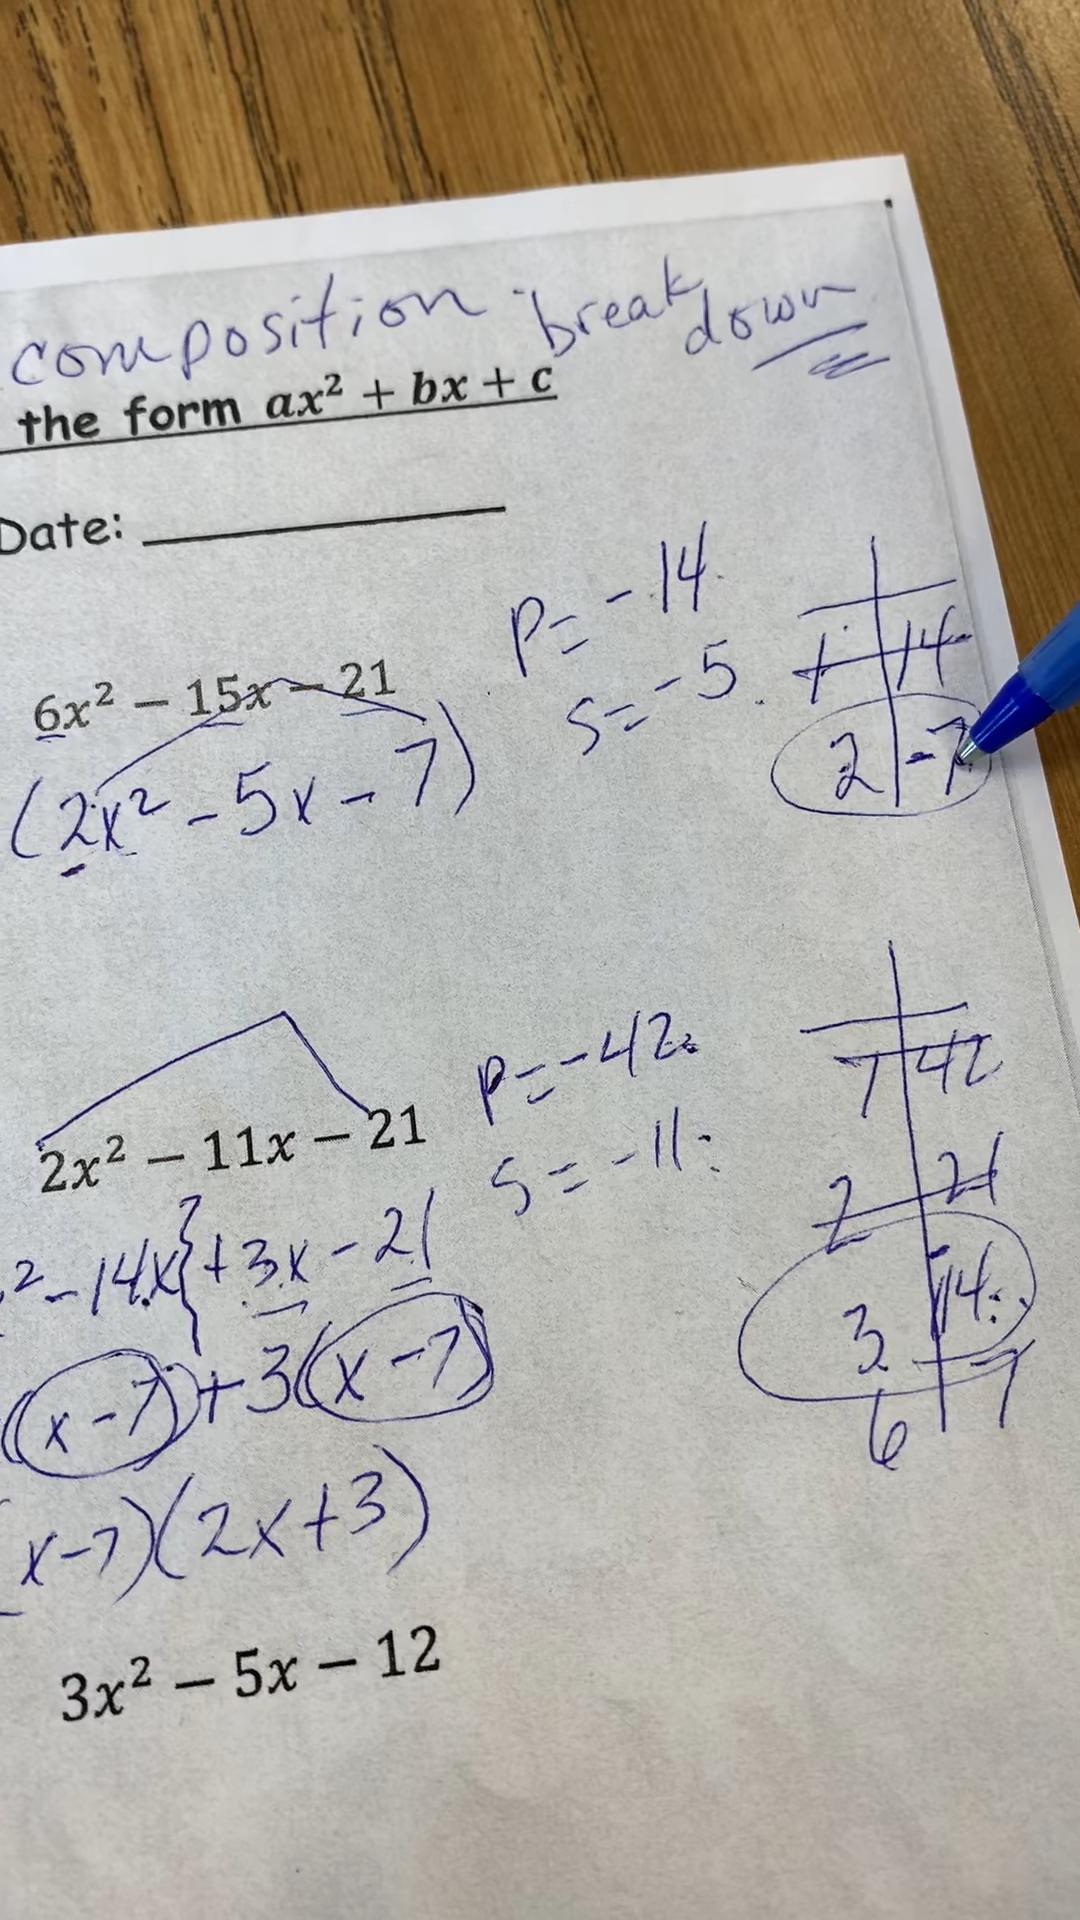 composition - break down
the form ax² + bx + c
Date:
6x² − 15x − 21
(2x² - 5x - 7)
P = -14
S = -5
1 14
2 -7
2x² − 11x − 21
P = -42
S = -11
1 42
2 21
3 -14
6 7
² - 14x + 3x - 21
(x - 7) + 3(x - 7)
x - 7)(2x + 3)
3x² − 5x − 12